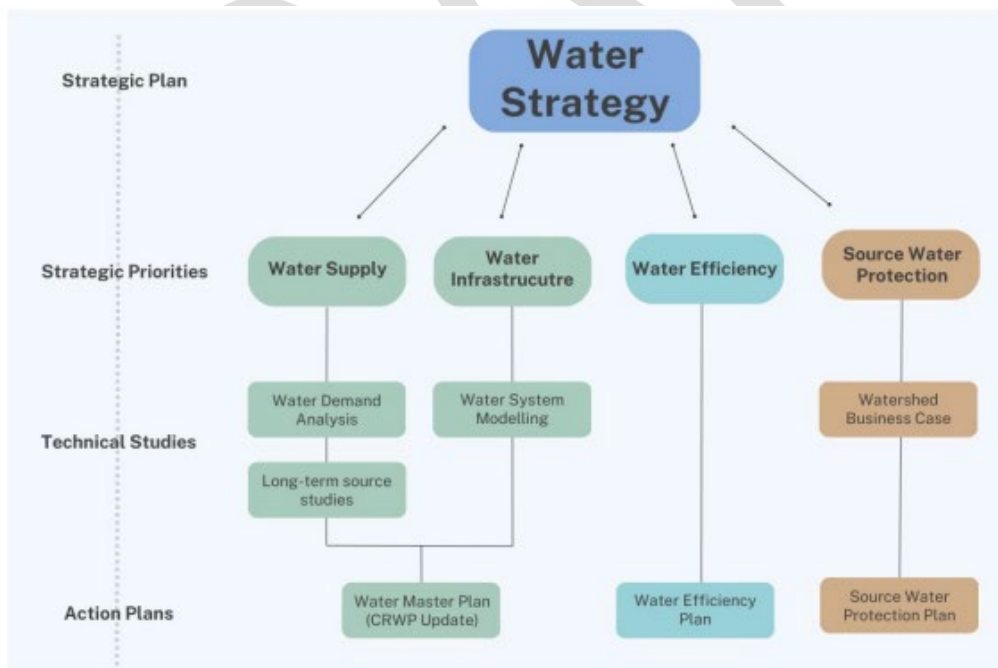 Strategic Plan
Water
Strategy
Strategic Priorities
Water Supply
Water
Infrastrucutre
Water Efficiency
Source Water
Protection
Technical Studies
Water Demand
Analysis
Water System
Modelling
Watershed
Business Case
Long-term source
studies
Action Plans
Water Master Plan
(CRWP Update)
Water Efficiency
Plan
Source Water
Protection Plan